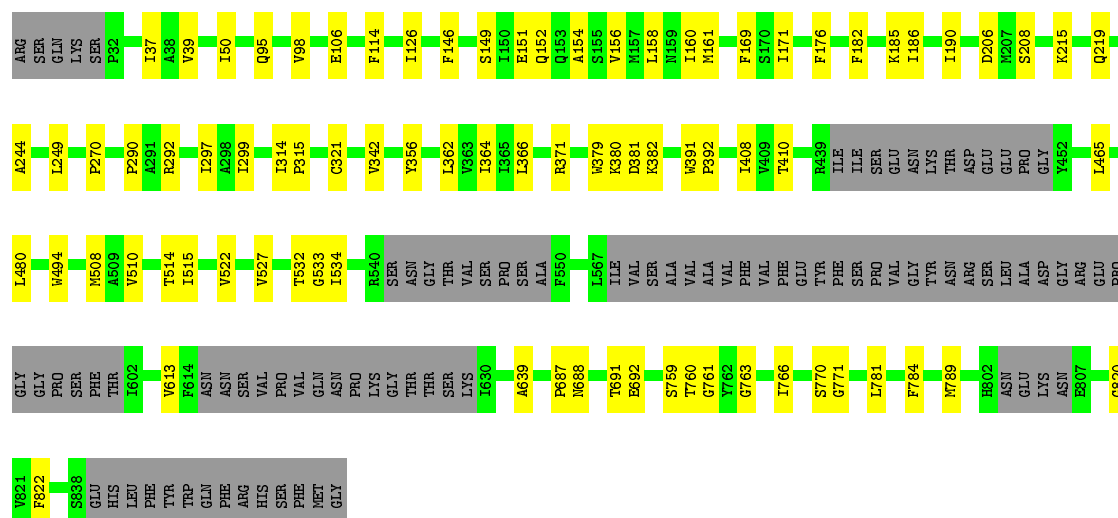 ARG SER GLN LYS SER P32 I37 A38 V39 I50 Q95 V98 E106 F114 I126 F146 S149 I150 E151 Q152 Q153 A154 S155 V156 M157 L158 N159 I160 M161 F169 S170 I171 F176 F182 K185 I186 I190 D206 M207 S208 K215 Q219
A244 L249 P270 P290 A291 R292 I297 A298 I299 I314 P315 C321 V342 Y356 L362 V363 I364 I365 L366 R371 W379 K380 D381 K382 W391 P392 I408 V409 T410 R439 ILE ILE SER GLU ASN LYS THR ASP GLU GLU PRO GLY Y452 L465
L480 W494 M508 A509 V510 T514 I515 V522 V527 T532 G533 I534 R540 SER ASN GLY THR VAL SER PRO SER ALA F550 L567 ILE VAL SER ALA VAL ALA VAL PHE VAL PHE GLU TYR PHE SER PRO VAL GLY TYR ASN ARG SER LEU ALA ASP GLY ARG GLU PRO
GLY GLY PRO SER PHE THR I602 V613 F614 ASN ASN SER VAL PRO VAL GLN ASN PRO LYS GLY THR THR SER LYS I630 A639 P687 N688 T691 E692 S759 T760 G761 Y762 G763 I766 S770 G771 L781 F784 M789 H802 ASN GLU LYS ASN E807
V821 F822 S838 GLU HIS LEU PHE TYR TRP GLN PHE ARG HIS SER PHE MET GLY